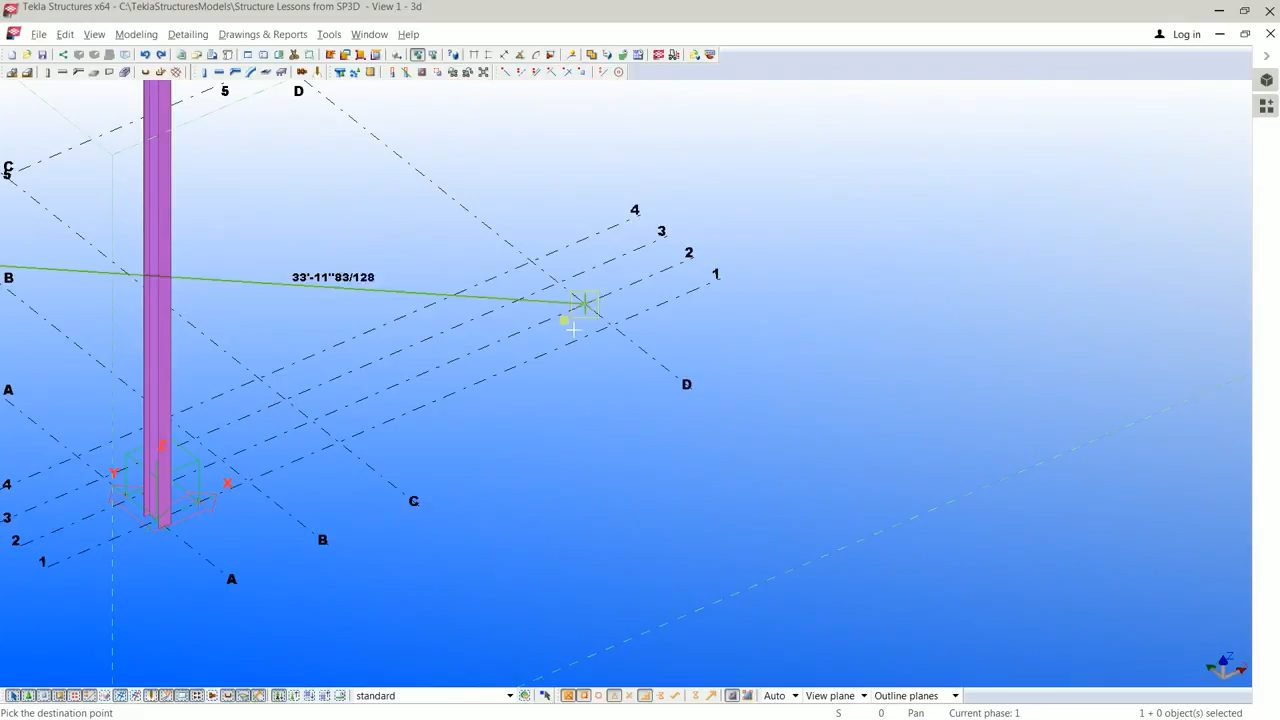 Tekla Structures x64 - C:\TeklaStructuresModels\Structure Lessons from SP3D - View 1 - 3d
File Edit View Modeling Detailing Drawings & Reports Tools Window Help
Log in
5 D
C
5
4
3
2
1
B
33'-11"83/128
D
A
Z
Y
X
4
C
3
2
B
1
A
Z
standard
Auto View plane Outline planes
Pick the destination point
S 0 Pan Current phase: 1 1 + 0 object(s) selected